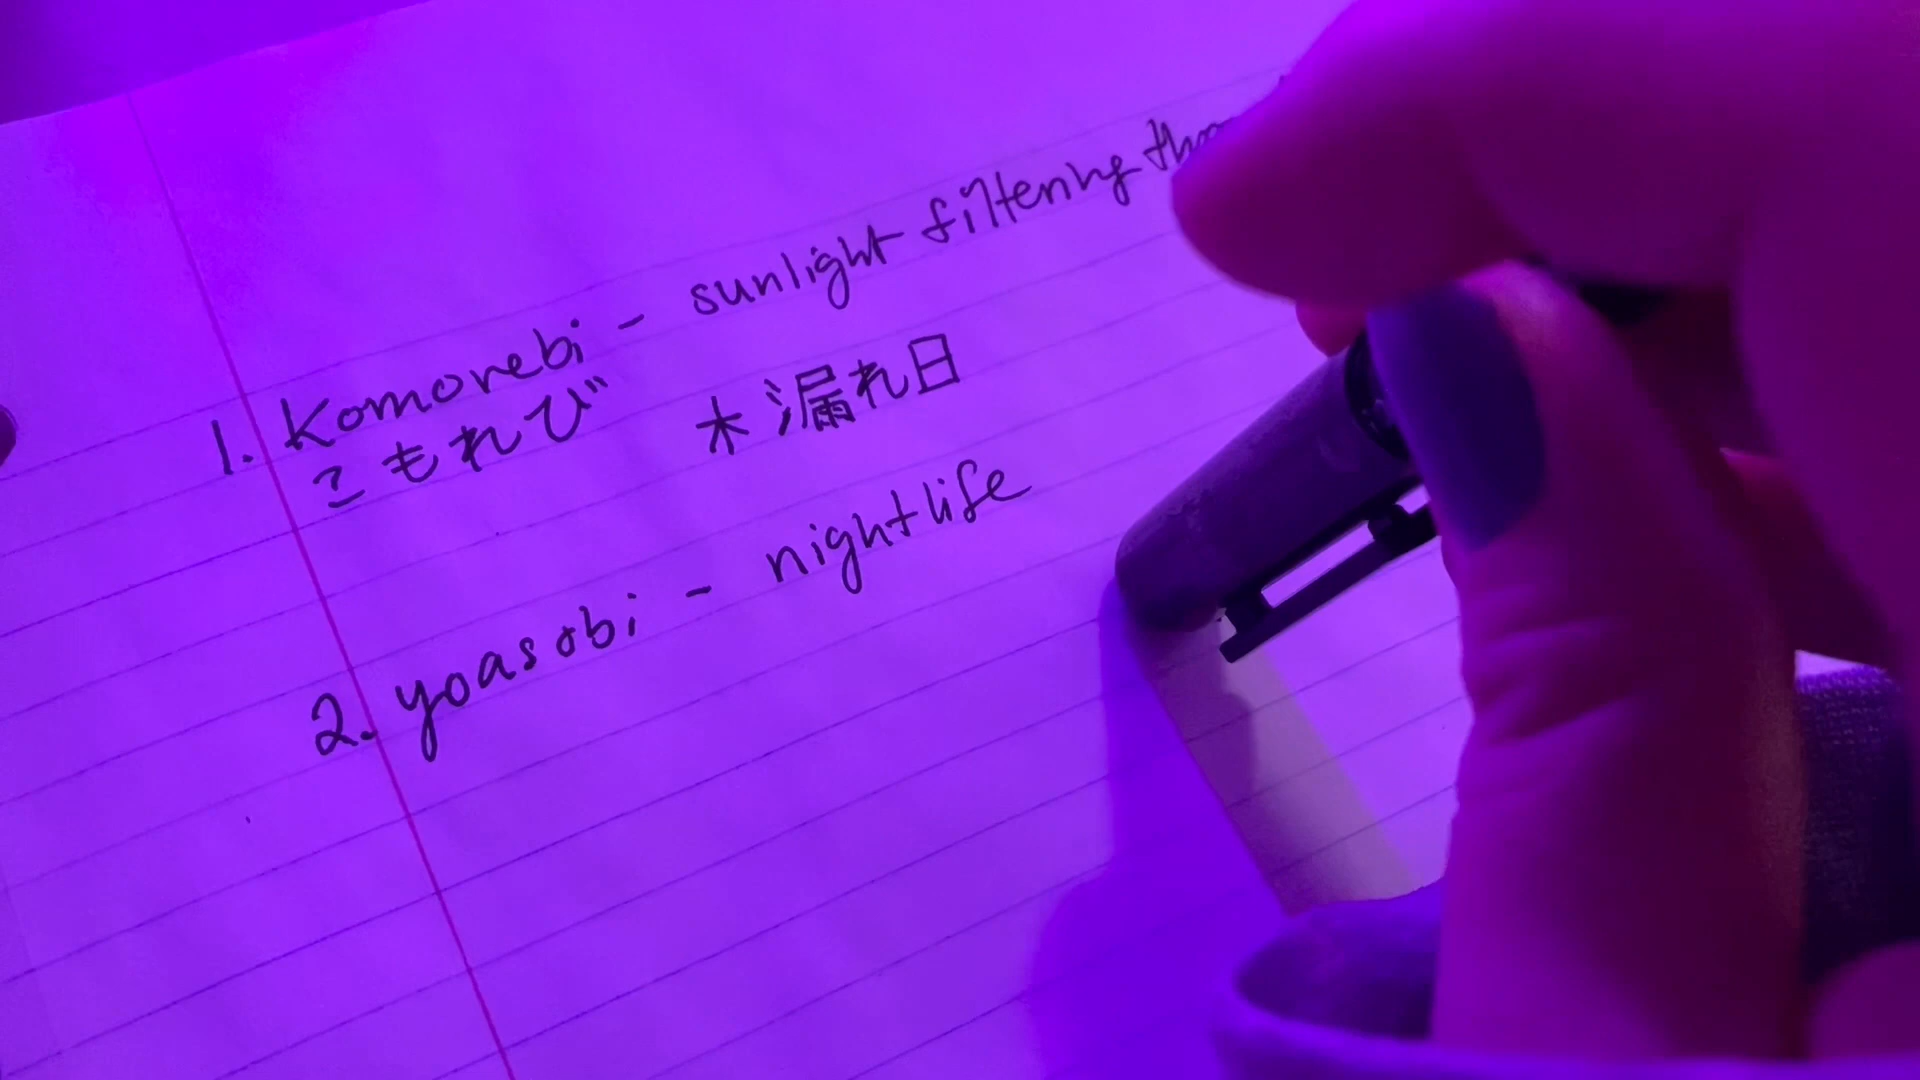 1. Komorebi - sunlight filtering
こもれび 木漏れ日
2. yoasobi - nightlife